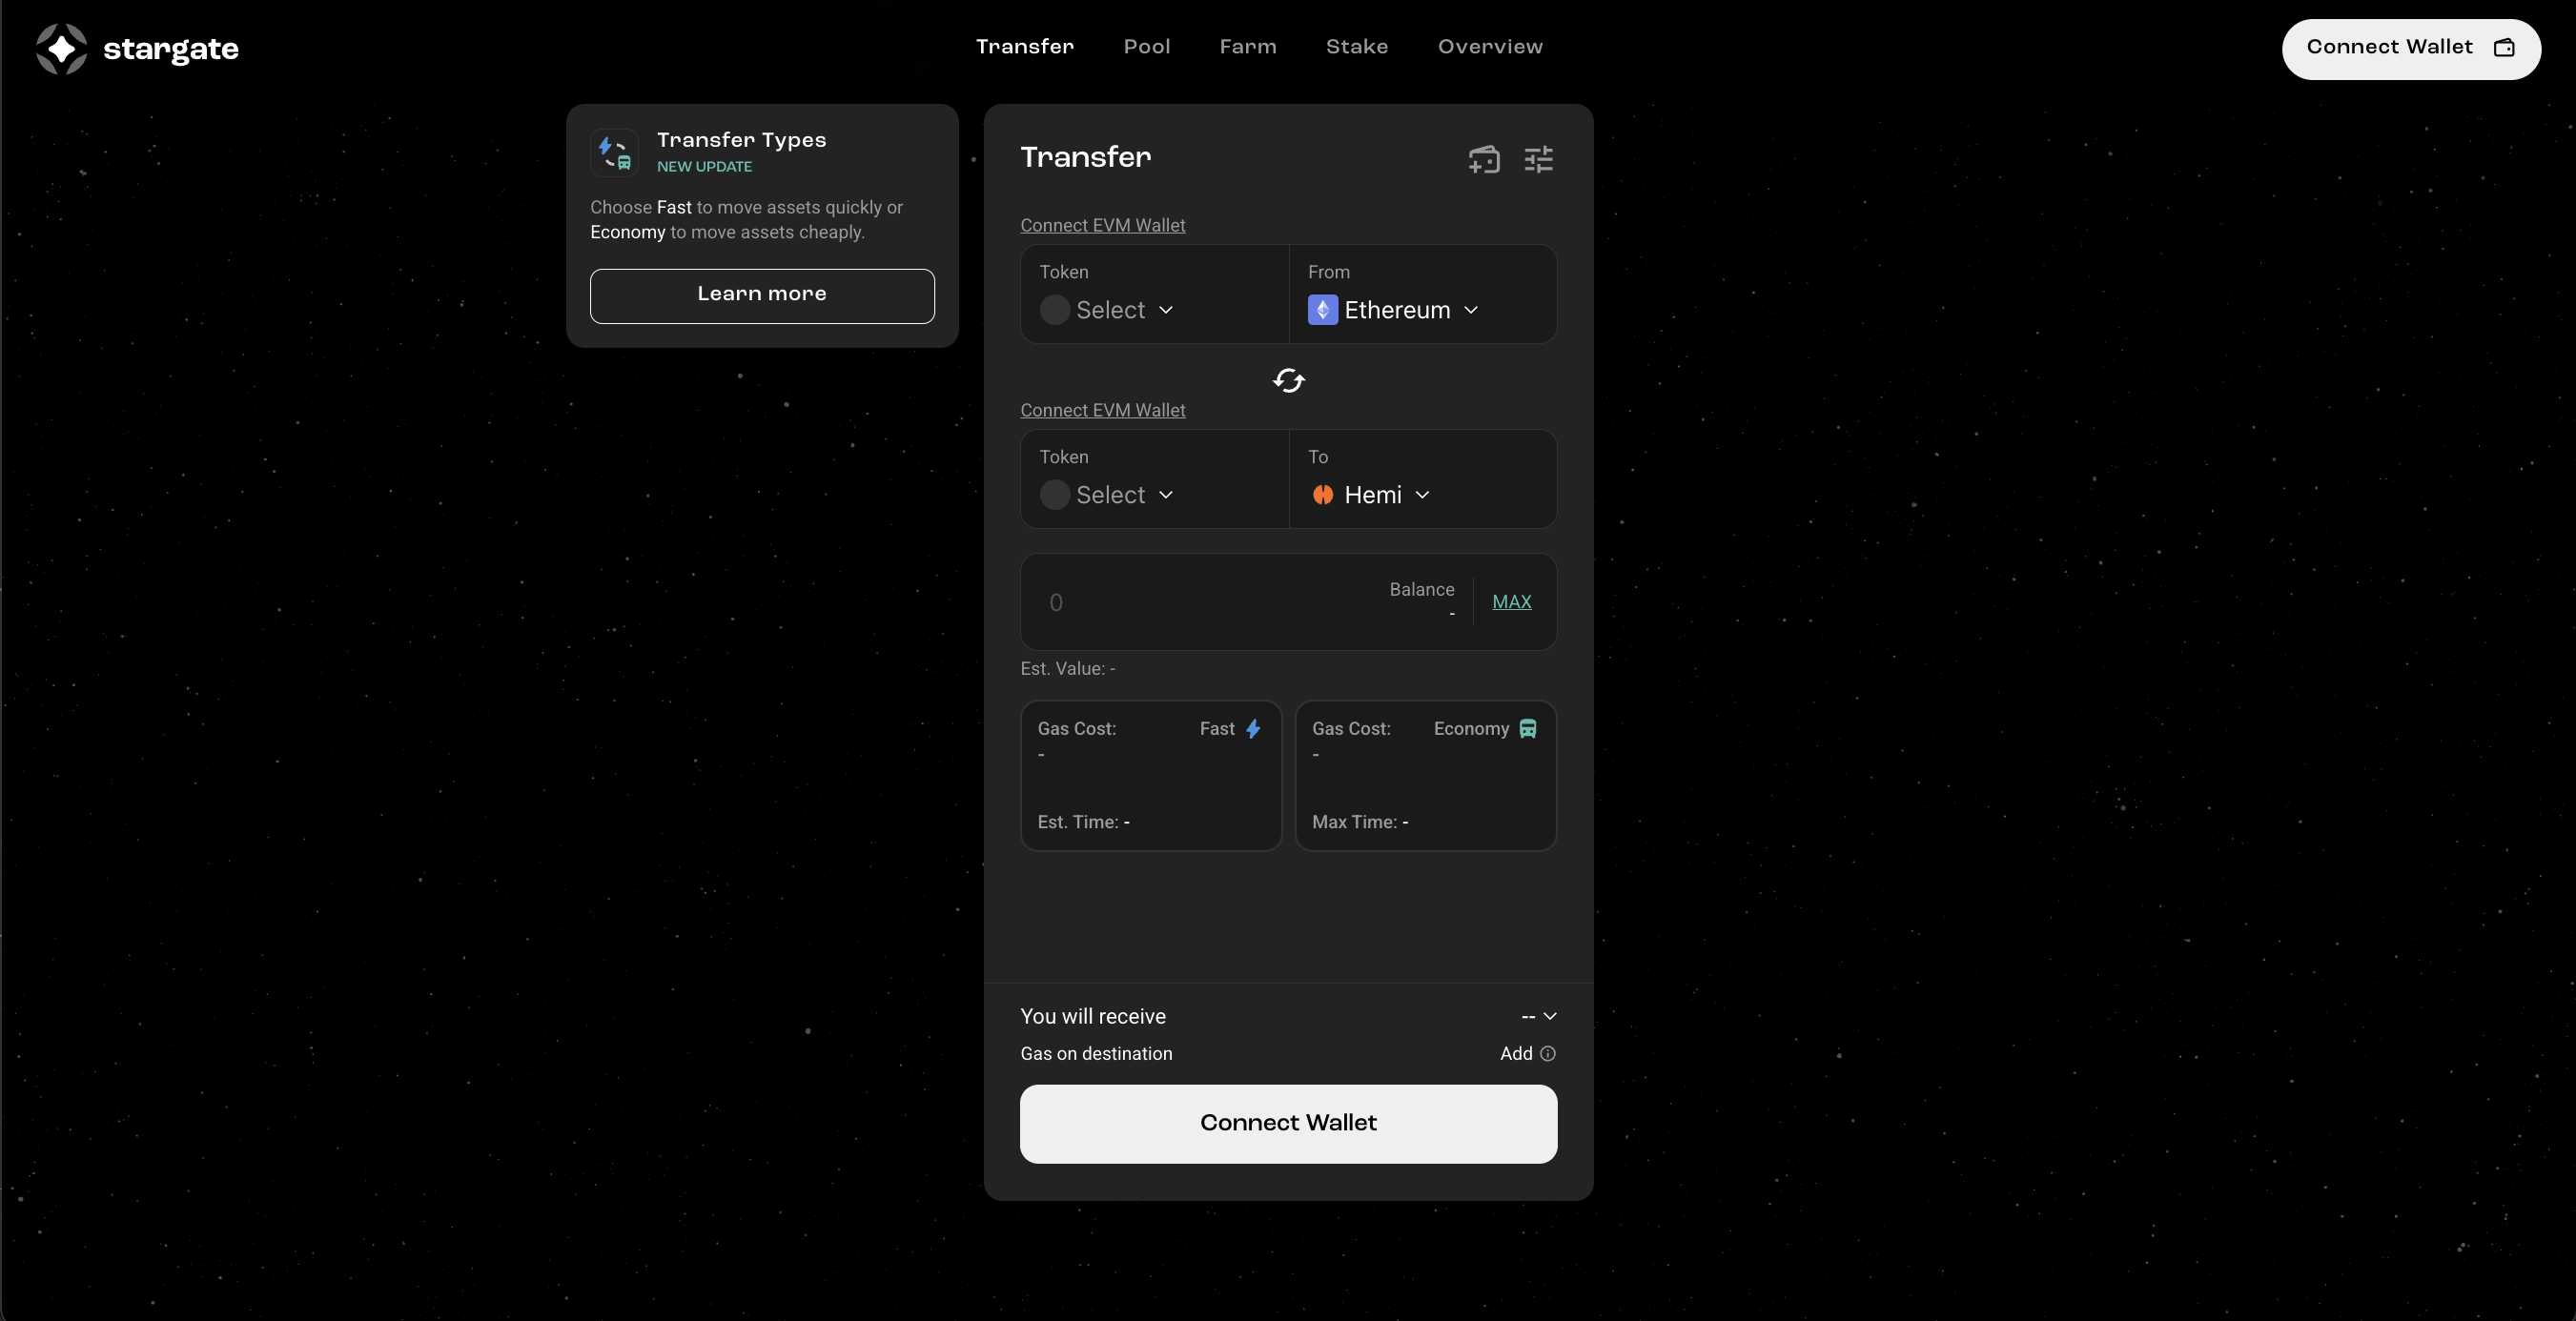 stargate
Transfer Pool Farm Stake Overview
Connect Wallet
Transfer Types
NEW UPDATE
Choose Fast to move assets quickly or
Economy to move assets cheaply.
Learn more
Transfer
Connect EVM Wallet
Token From
Select Ethereum
Connect EVM Wallet
Token To
Select Hemi
0 Balance - MAX
Est. Value: -
Gas Cost: Fast
-
Est. Time: -
Gas Cost: Economy
-
Max Time: -
You will receive --
Gas on destination Add
Connect Wallet